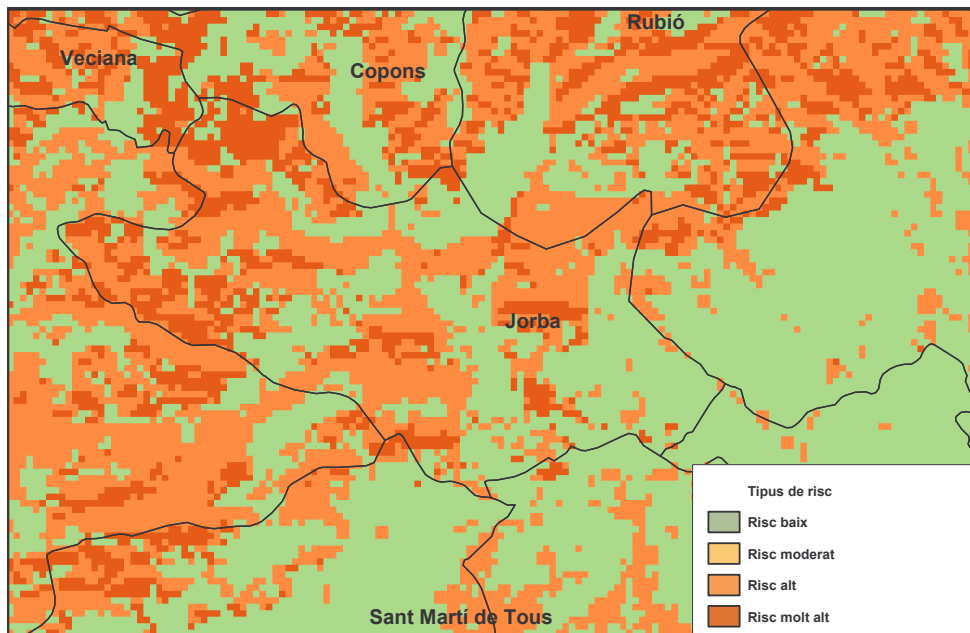 Rubió
Veciana
Copons
Jorba
Tipus de risc
Risc baix
Risc moderat
Risc alt
Risc molt alt
Sant Martí de Tous